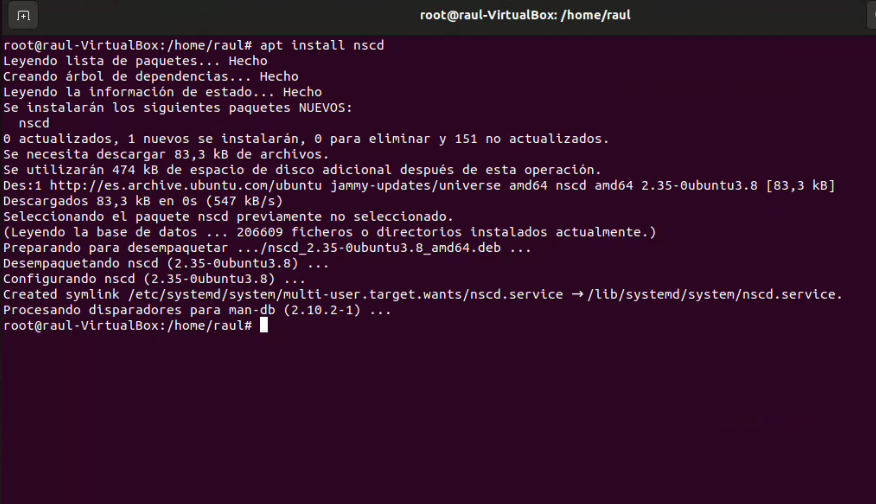 root@raul-VirtualBox: /home/raul
root@raul-VirtualBox:/home/raul# apt install nscd
Leyendo lista de paquetes... Hecho
Creando árbol de dependencias... Hecho
Leyendo la información de estado... Hecho
Se instalarán los siguientes paquetes NUEVOS:
  nscd
0 actualizados, 1 nuevos se instalarán, 0 para eliminar y 151 no actualizados.
Se necesita descargar 83,3 kB de archivos.
Se utilizarán 474 kB de espacio de disco adicional después de esta operación.
Des:1 http://es.archive.ubuntu.com/ubuntu jammy-updates/universe amd64 nscd amd64 2.35-0ubuntu3.8 [83,3 kB]
Descargados 83,3 kB en 0s (547 kB/s)
Seleccionando el paquete nscd previamente no seleccionado.
(Leyendo la base de datos ... 206609 ficheros o directorios instalados actualmente.)
Preparando para desempaquetar .../nscd_2.35-0ubuntu3.8_amd64.deb ...
Desempaquetando nscd (2.35-0ubuntu3.8) ...
Configurando nscd (2.35-0ubuntu3.8) ...
Created symlink /etc/systemd/system/multi-user.target.wants/nscd.service → /lib/systemd/system/nscd.service.
Procesando disparadores para man-db (2.10.2-1) ...
root@raul-VirtualBox:/home/raul#